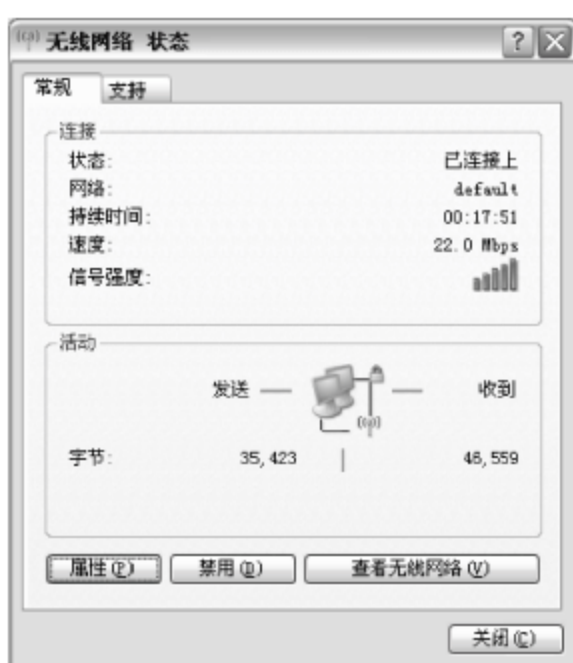 无线网络 状态
常规 支持
连接
状态: 已连接上
网络: default
持续时间: 00:17:51
速度: 22.0 Mbps
信号强度:
活动
发送 — — 收到
字节: 35,423 | 46,559
属性(P) 禁用(D) 查看无线网络(V)
关闭(C)